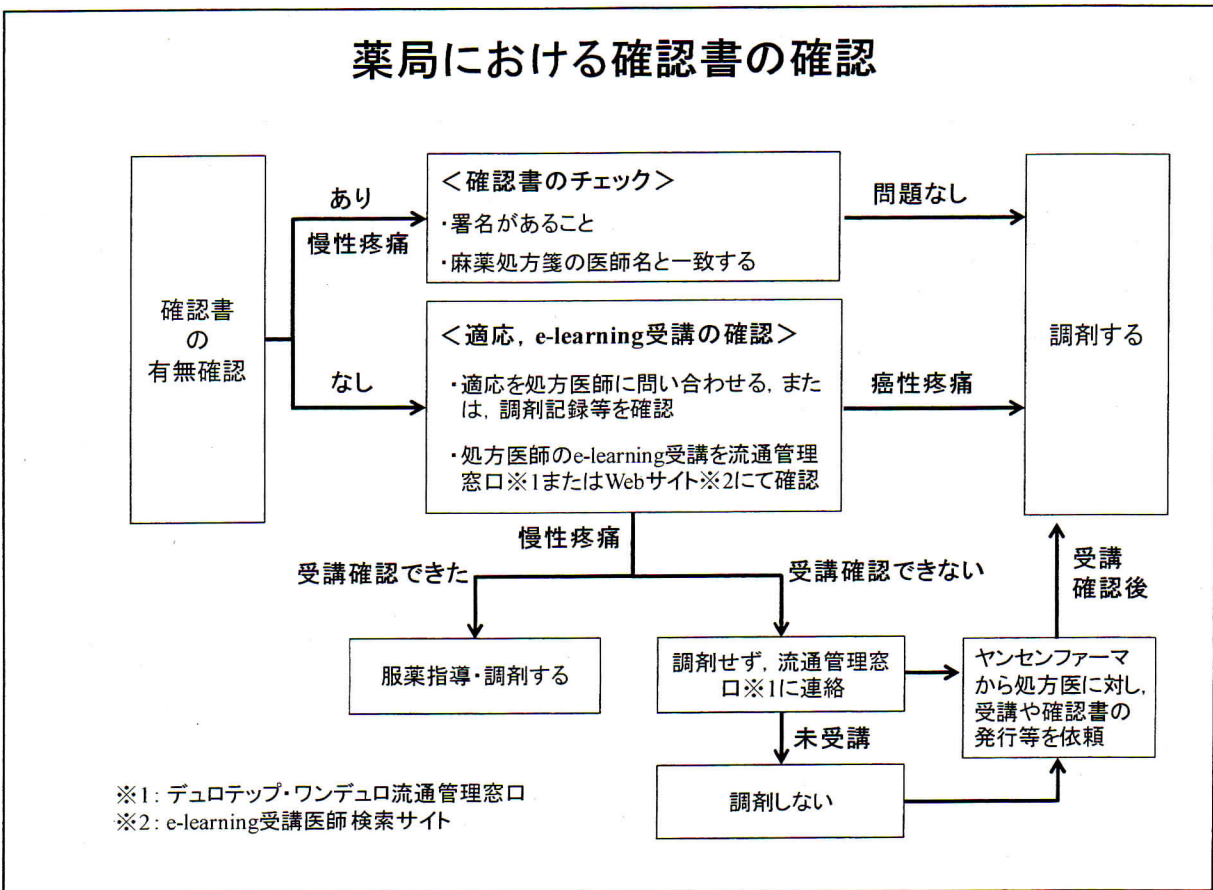 薬局における確認書の確認
確認書
の
有無確認
あり
慢性疼痛
＜確認書のチェック＞
・署名があること
・麻薬処方箋の医師名と一致する
問題なし
調剤する
なし
＜適応，e-learning受講の確認＞
・適応を処方医師に問い合わせる，また
は，調剤記録等を確認
・処方医師のe-learning受講を流通管理
窓口※1またはWebサイト※2にて確認
癌性疼痛
慢性疼痛
受講確認できた
受講確認できない
服薬指導・調剤する
調剤せず，流通管理窓
口※1に連絡
ヤンセンファーマ
から処方医に対し，
受講や確認書の
発行等を依頼
受講
確認後
未受講
調剤しない
※1：デュロテップ・ワンデュロ流通管理窓口
※2：e-learning受講医師検索サイト